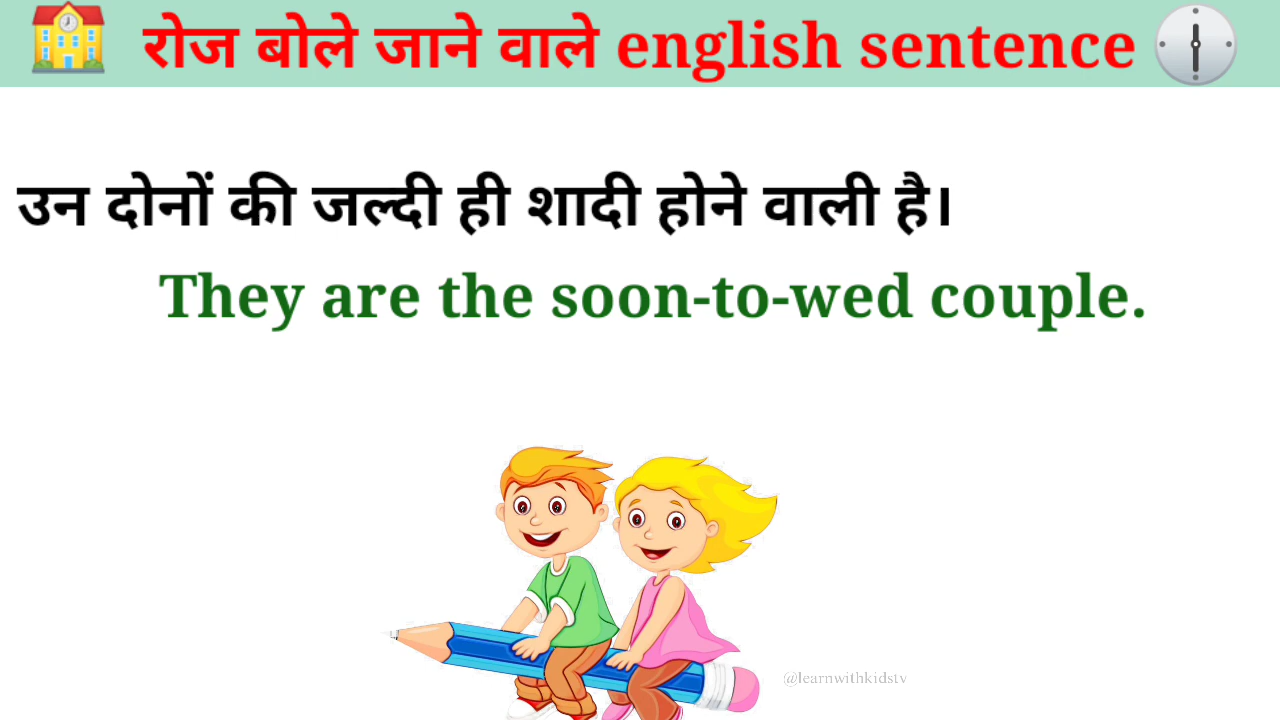 रोज बोले जाने वाले english sentence
उन दोनों की जल्दी ही शादी होने वाली है।
They are the soon-to-wed couple.
@learnwithkidstv